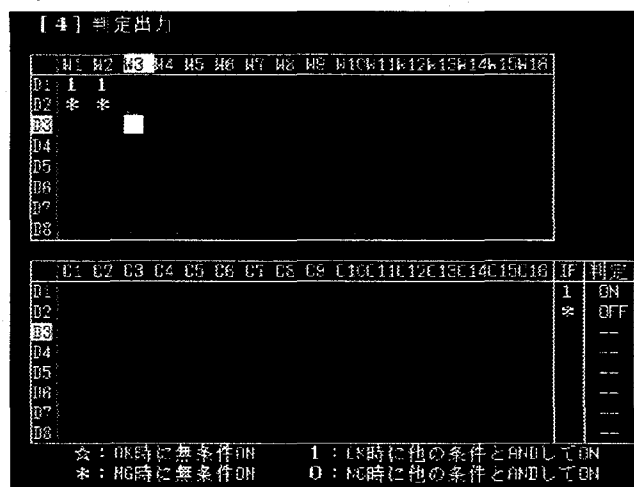 [4] 判定出力
W1 W2 W3 W4 W5 W6 W7 W8 W9 W10W11W12W13W14W15W16
D1 1 1
D2 * *
D3
D4
D5
D6
D7
D8
C1 C2 C3 C4 C5 C6 C7 C8 C9 C10C11C12C13C14C15C16 IF 判定
D1 1 ON
D2 * OFF
D3 --
D4 --
D5 --
D6 --
D7 --
D8 --
☆:OK時に無条件ON 1:OK時に他の条件とANDしてON
*:NG時に無条件ON 0:NG時に他の条件とANDしてON